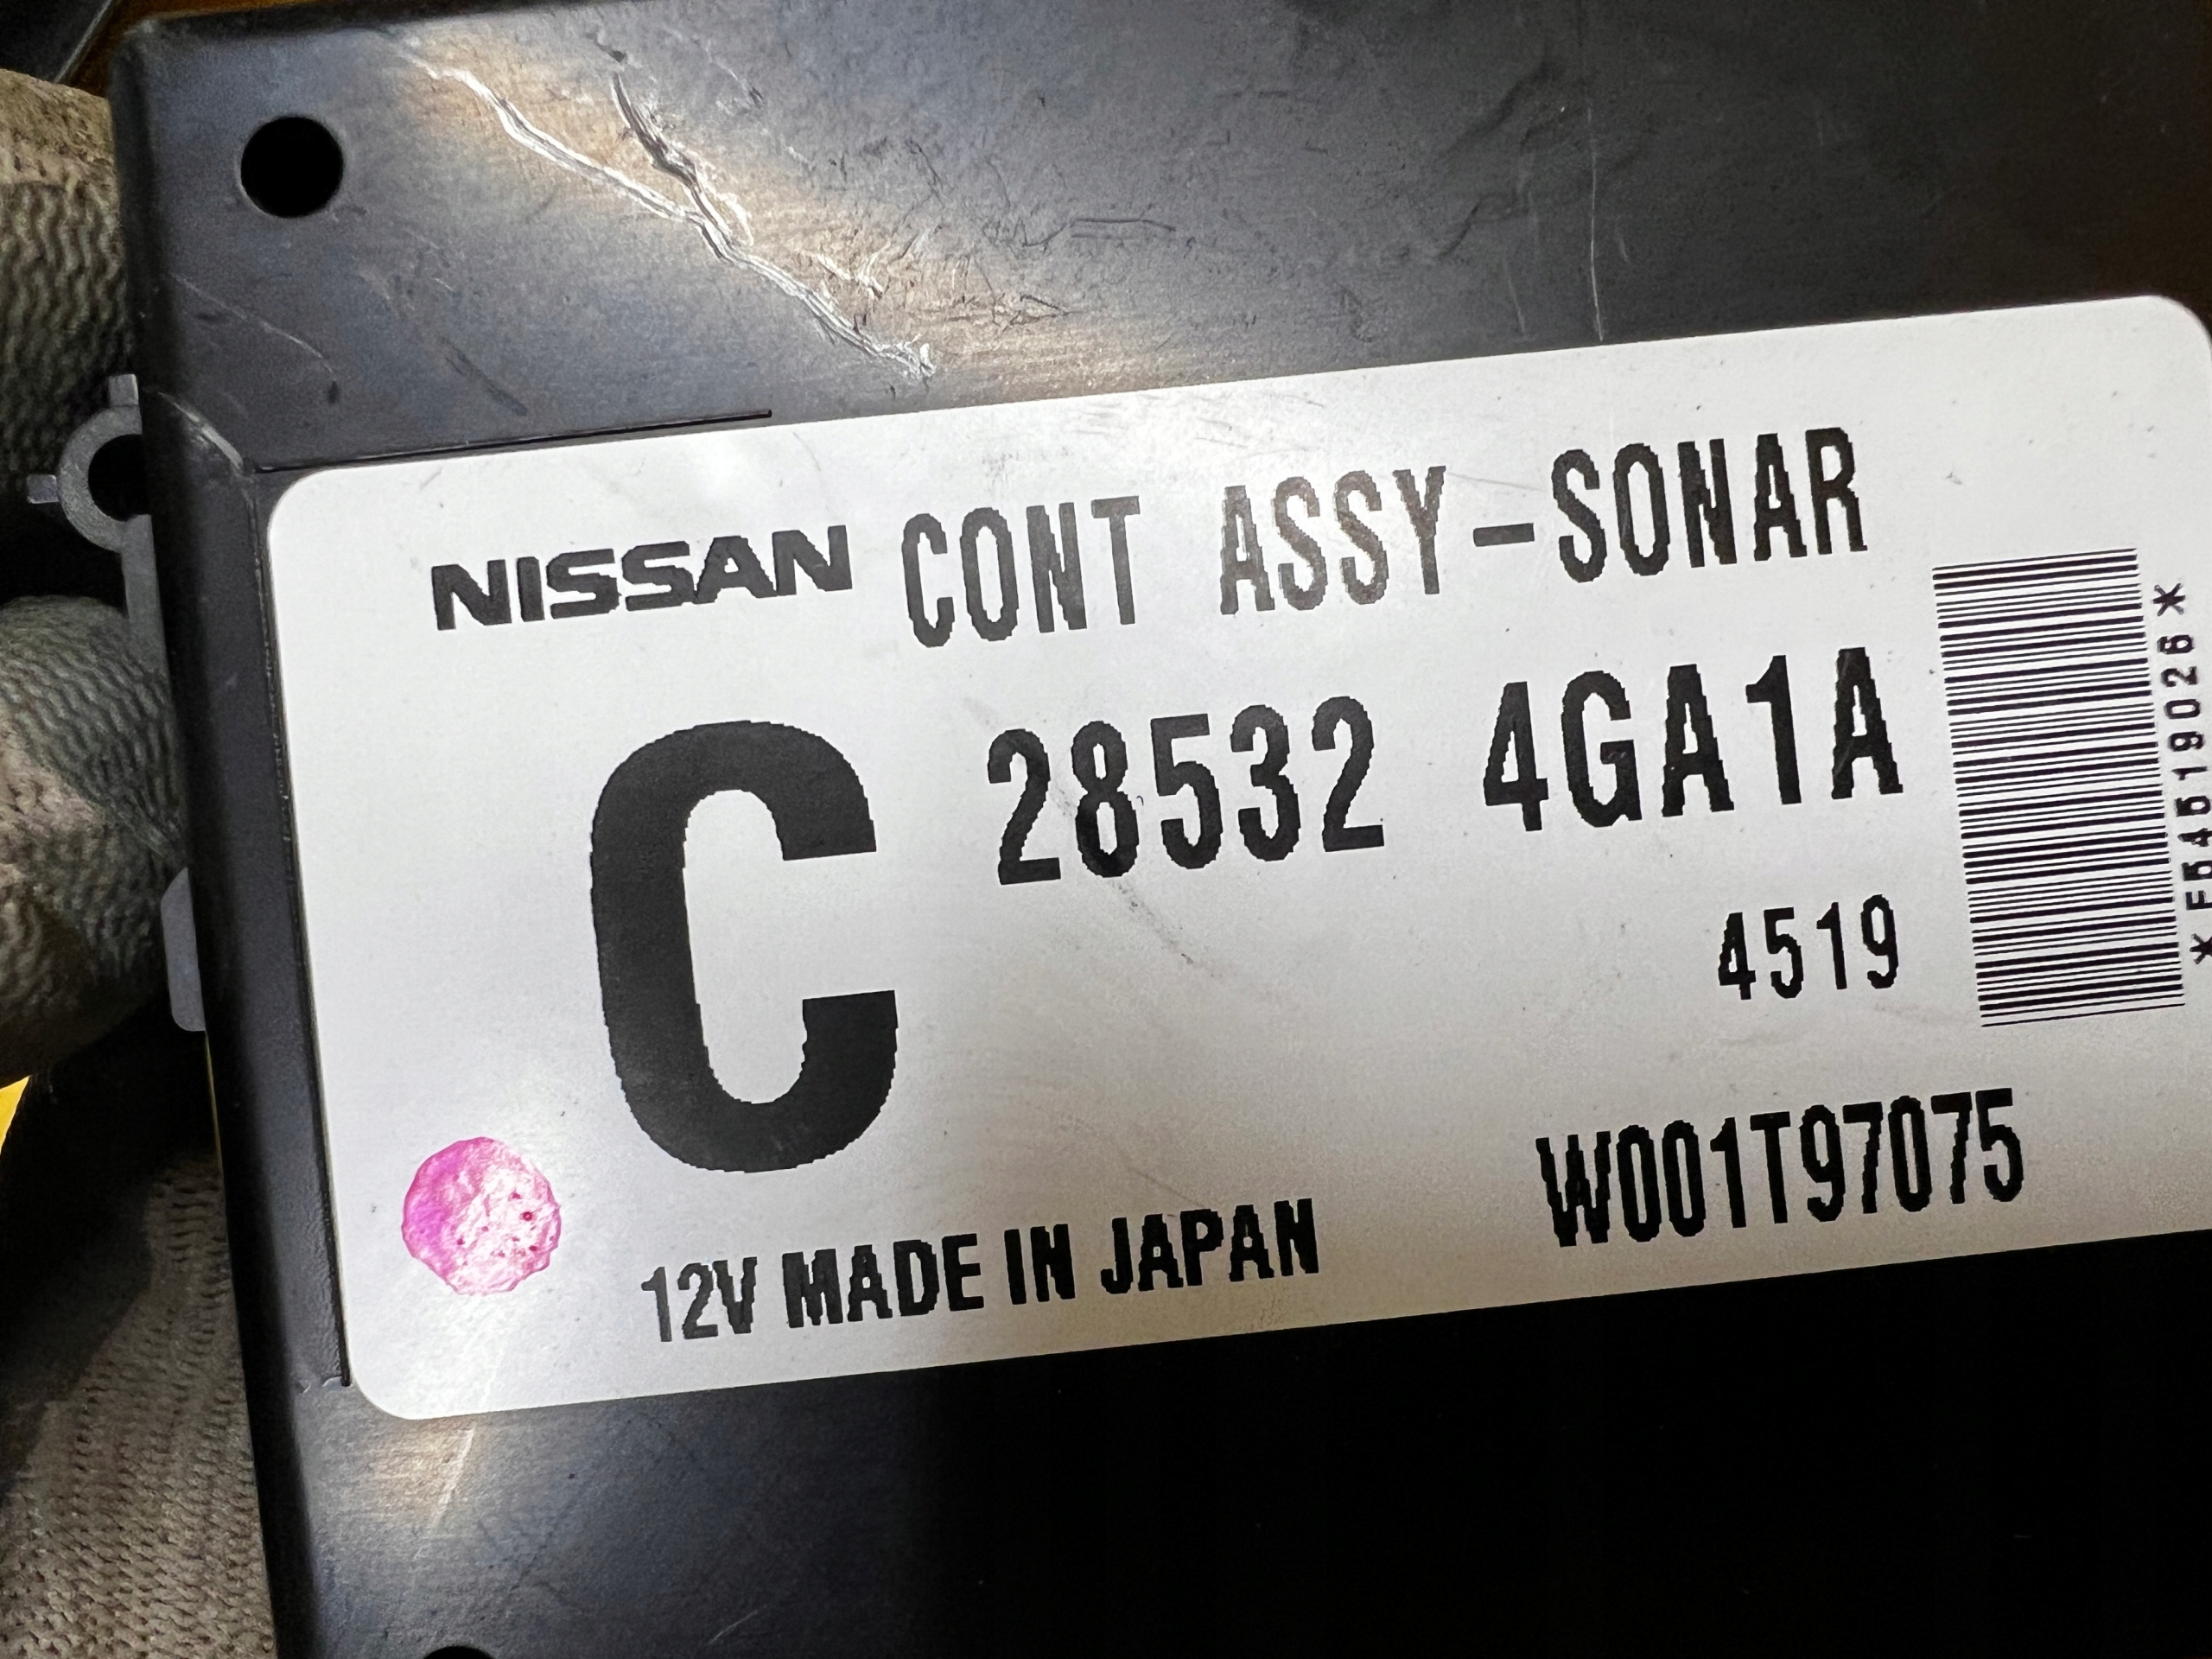 NISSAN CONT ASSY-SONAR
C 28532 4GA1A
4519
W001T97075
12V MADE IN JAPAN